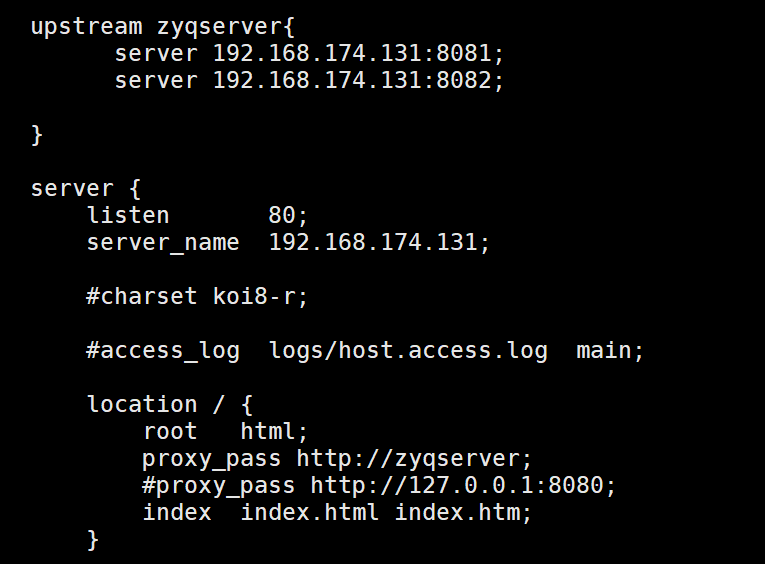 upstream zyqserver{
      server 192.168.174.131:8081;
      server 192.168.174.131:8082;

}

server {
    listen       80;
    server_name  192.168.174.131;

    #charset koi8-r;

    #access_log  logs/host.access.log  main;

    location / {
        root   html;
        proxy_pass http://zyqserver;
        #proxy_pass http://127.0.0.1:8080;
        index  index.html index.htm;
    }